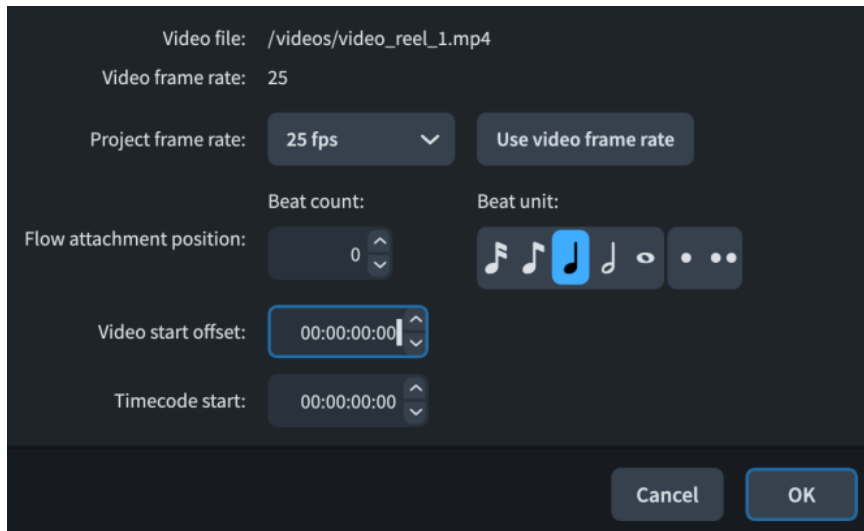 Video file: /videos/video_reel_1.mp4
Video frame rate: 25
Project frame rate: 25 fps Use video frame rate
Beat count: Beat unit:
Flow attachment position: 0
Video start offset: 00:00:00:00
Timecode start: 00:00:00:00
Cancel OK